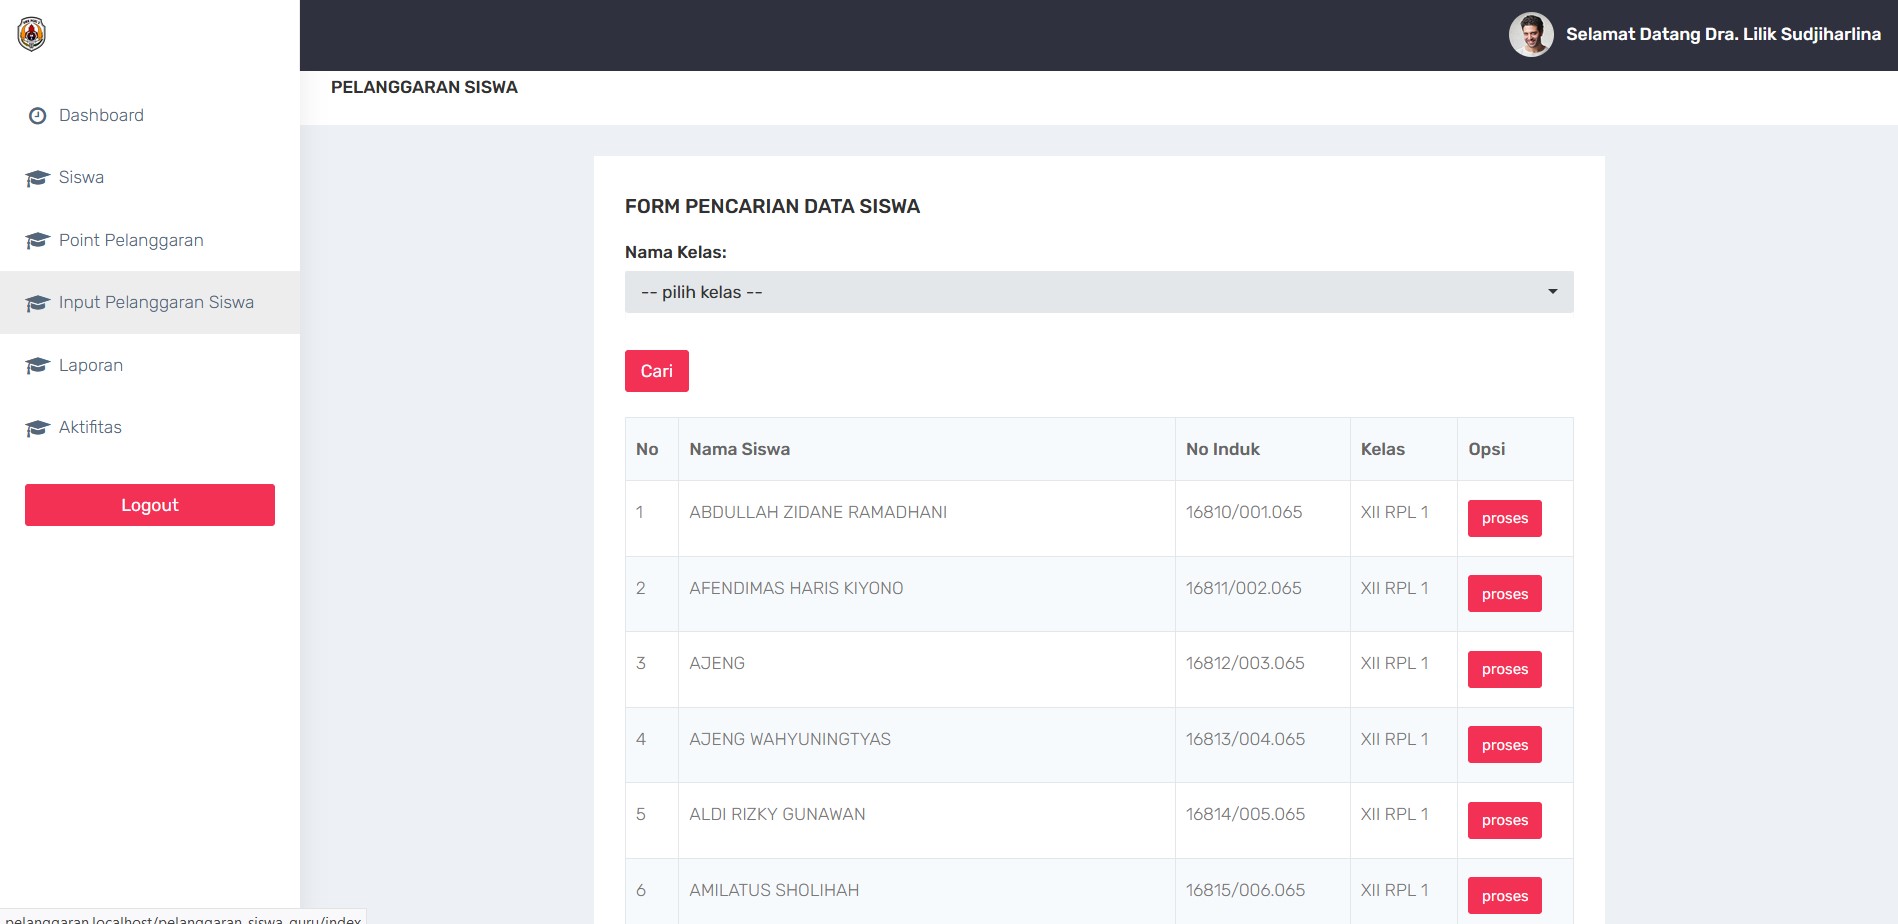 Selamat Datang Dra. Lilik Sudjiharlina
PELANGGARAN SISWA
Dashboard
Siswa
Point Pelanggaran
Input Pelanggaran Siswa
Laporan
Aktifitas
Logout
FORM PENCARIAN DATA SISWA
Nama Kelas:
-- pilih kelas --
Cari
No Nama Siswa No Induk Kelas Opsi
1 ABDULLAH ZIDANE RAMADHANI 16810/001.065 XII RPL 1 proses
2 AFENDIMAS HARIS KIYONO 16811/002.065 XII RPL 1 proses
3 AJENG 16812/003.065 XII RPL 1 proses
4 AJENG WAHYUNINGTYAS 16813/004.065 XII RPL 1 proses
5 ALDI RIZKY GUNAWAN 16814/005.065 XII RPL 1 proses
6 AMILATUS SHOLIHAH 16815/006.065 XII RPL 1 proses
pelanggaran.localhost/pelanggaran_siswa_guru/index